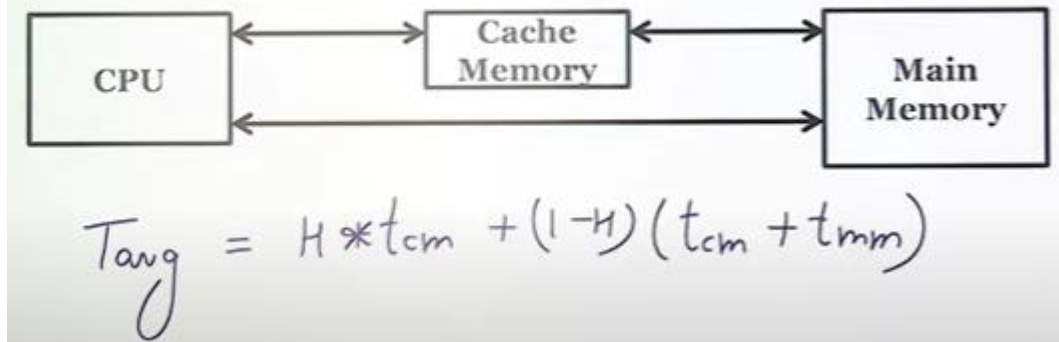 CPU
Cache
Memory
Main
Memory
Tavg = H * tcm + (1-H) (tcm + tmm)